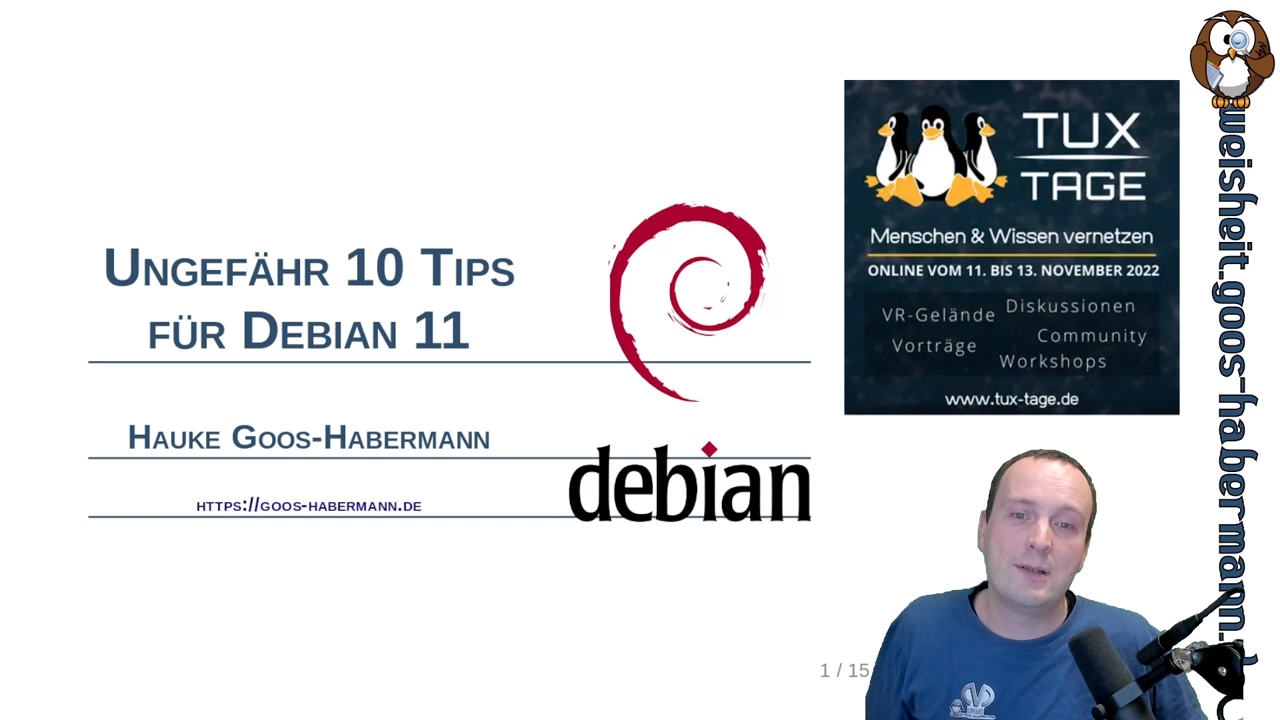 Ungefähr 10 Tips
für Debian 11
Hauke Goos-Habermann
https://goos-habermann.de
debian
TUX
TAGE
Menschen & Wissen vernetzen
ONLINE VOM 11. BIS 13. NOVEMBER 2022
VR-Gelände
Diskussionen
Vorträge
Community
Workshops
www.tux-tage.de
1 / 15
weisheit.goos-habermann.